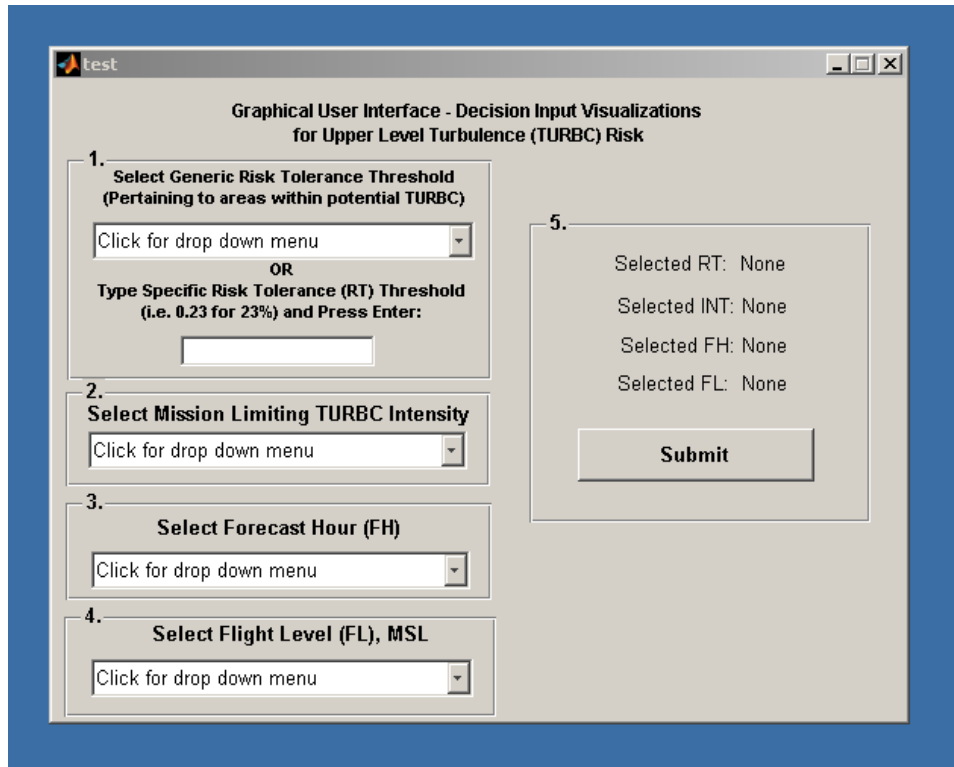 test
Graphical User Interface - Decision Input Visualizations
for Upper Level Turbulence (TURBC) Risk
1.
Select Generic Risk Tolerance Threshold
(Pertaining to areas within potential TURBC)
Click for drop down menu
OR
Type Specific Risk Tolerance (RT) Threshold
(i.e. 0.23 for 23%) and Press Enter:
2.
Select Mission Limiting TURBC Intensity
Click for drop down menu
3.
Select Forecast Hour (FH)
Click for drop down menu
4.
Select Flight Level (FL), MSL
Click for drop down menu
5.
Selected RT: None
Selected INT: None
Selected FH: None
Selected FL: None
Submit